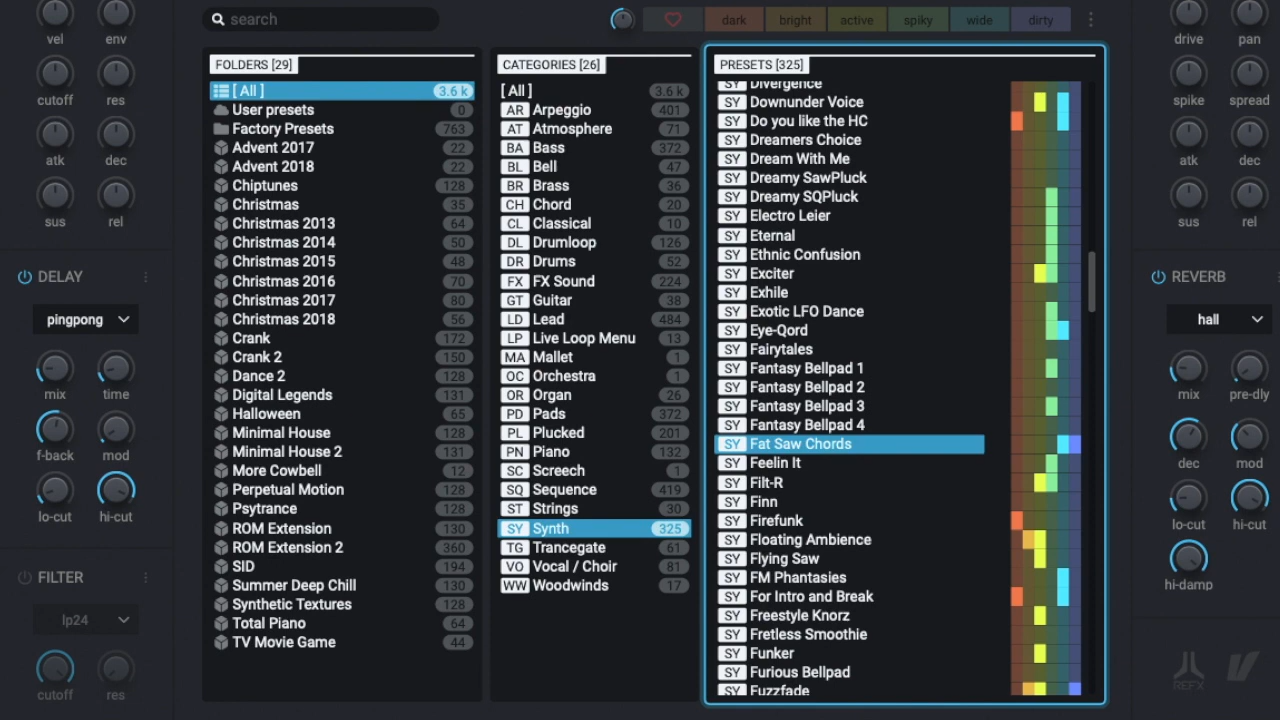 search
dark
bright
active
spiky
wide
dirty
vel
env
cutoff
res
atk
dec
sus
rel
DELAY
pingpong
mix
time
f-back
mod
lo-cut
hi-cut
FILTER
lp24
cutoff
res
FOLDERS [29]
[ All ] 3.6 k
User presets 0
Factory Presets 763
Advent 2017 22
Advent 2018 22
Chiptunes 128
Christmas 35
Christmas 2013 64
Christmas 2014 50
Christmas 2015 48
Christmas 2016 70
Christmas 2017 80
Christmas 2018 56
Crank 172
Crank 2 150
Dance 2 128
Digital Legends 131
Halloween 65
Minimal House 128
Minimal House 2 131
More Cowbell 12
Perpetual Motion 128
Psytrance 128
ROM Extension 130
ROM Extension 2 360
SID 194
Summer Deep Chill 130
Synthetic Textures 128
Total Piano 64
TV Movie Game 44
CATEGORIES [26]
[ All ] 3.6 k
AR Arpeggio 401
AT Atmosphere 71
BA Bass 372
BL Bell 47
BR Brass 36
CH Chord 20
CL Classical 10
DL Drumloop 126
DR Drums 52
FX FX Sound 224
GT Guitar 38
LD Lead 484
LP Live Loop Menu 13
MA Mallet 1
OC Orchestra 1
OR Organ 26
PD Pads 372
PL Plucked 201
PN Piano 132
SC Screech 1
SQ Sequence 419
ST Strings 30
SY Synth 325
TG Trancegate 61
VO Vocal / Choir 81
WW Woodwinds 17
PRESETS [325]
SY Divergence
SY Downunder Voice
SY Do you like the HC
SY Dreamers Choice
SY Dream With Me
SY Dreamy SawPluck
SY Dreamy SQPluck
SY Electro Leier
SY Eternal
SY Ethnic Confusion
SY Exciter
SY Exhile
SY Exotic LFO Dance
SY Eye-Qord
SY Fairytales
SY Fantasy Bellpad 1
SY Fantasy Bellpad 2
SY Fantasy Bellpad 3
SY Fantasy Bellpad 4
SY Fat Saw Chords
SY Feelin It
SY Filt-R
SY Finn
SY Firefunk
SY Floating Ambience
SY Flying Saw
SY FM Phantasies
SY For Intro and Break
SY Freestyle Knorz
SY Fretless Smoothie
SY Funker
SY Furious Bellpad
SY Fuzzfade
drive
pan
spike
spread
atk
dec
sus
rel
REVERB
hall
mix
pre-dly
dec
mod
lo-cut
hi-cut
hi-damp
REFX